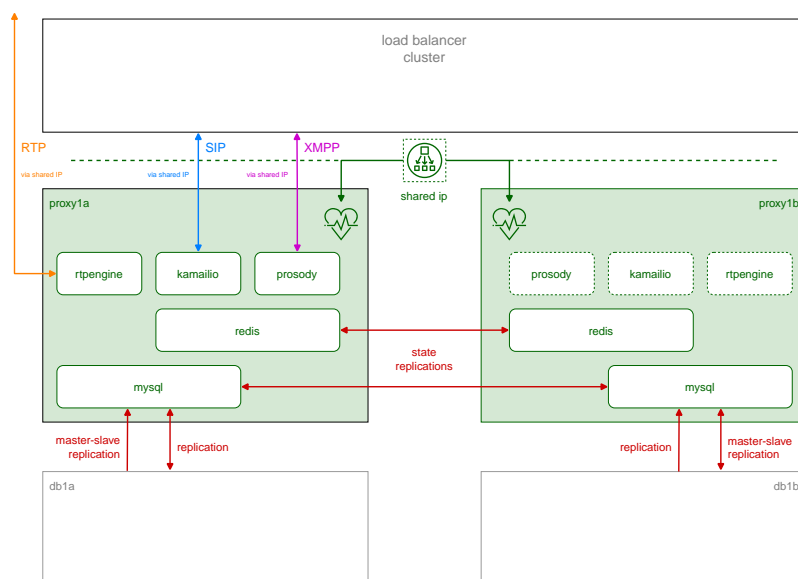 load balancer
cluster
RTP
SIP
XMPP
via shared IP
via shared IP
via shared IP
shared ip
proxy1a
proxy1b
rtpengine
kamailio
prosody
prosody
kamailio
rtpengine
redis
redis
state
replications
mysql
mysql
master-slave
replication
replication
replication
master-slave
replication
db1a
db1b